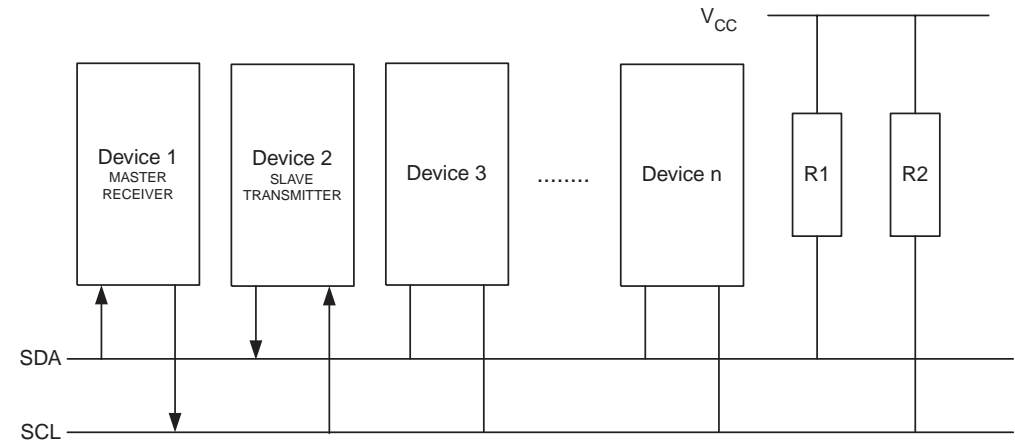 V_CC
Device 1
MASTER
RECEIVER
Device 2
SLAVE
TRANSMITTER
Device 3
........
Device n
R1
R2
SDA
SCL